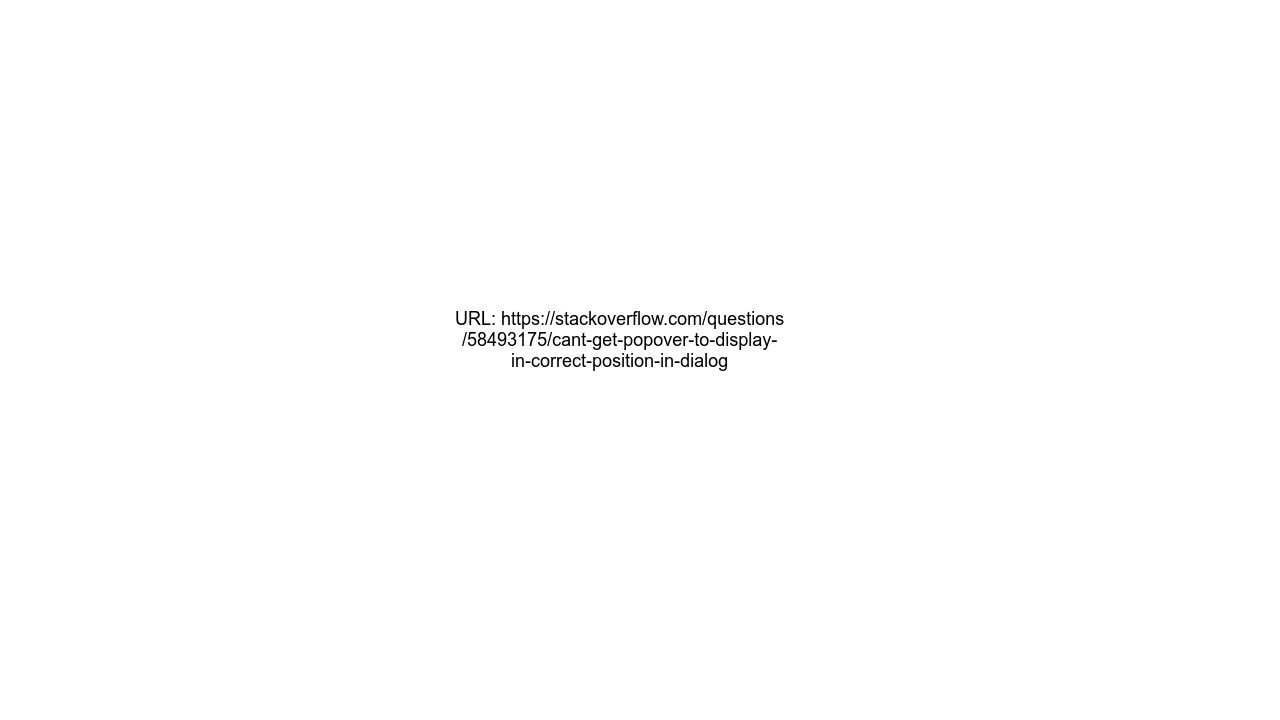 URL: https://stackoverflow.com/questions
/58493175/cant-get-popover-to-display-
in-correct-position-in-dialog